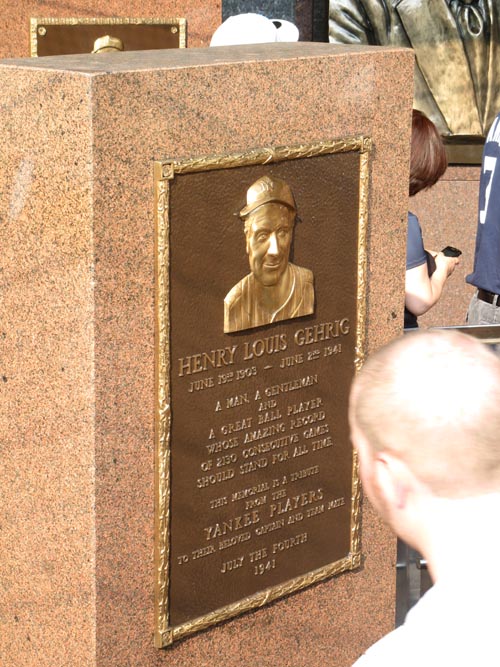 HENRY LOUIS GEHRIG
JUNE 19TH 1903 – JUNE 2ND 1941
A MAN, A GENTLEMAN
AND
A GREAT BALL PLAYER
WHOSE AMAZING RECORD
OF 2130 CONSECUTIVE GAMES
SHOULD STAND FOR ALL TIME
THIS MEMORIAL IS A TRIBUTE
FROM THE
YANKEE PLAYERS
TO THEIR BELOVED CAPTAIN AND TEAM MATE
JULY THE FOURTH
1941